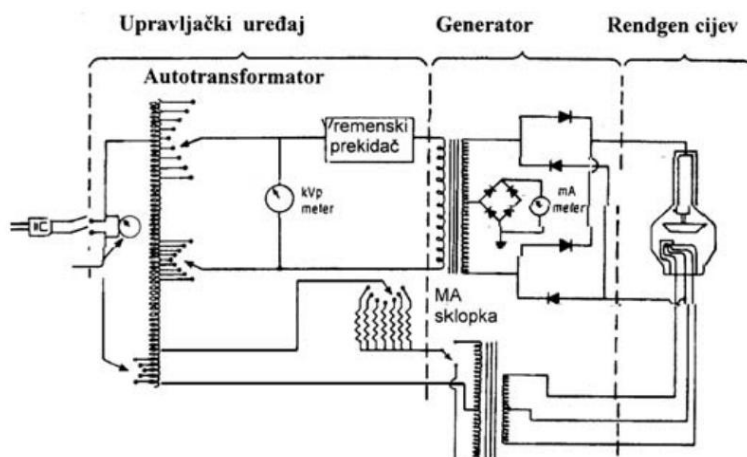 Upravljački uređaj
Generator
Rendgen cijev
Autotransformator
Vremenski
prekidač
kVp
meter
mA
meter
MA
sklopka